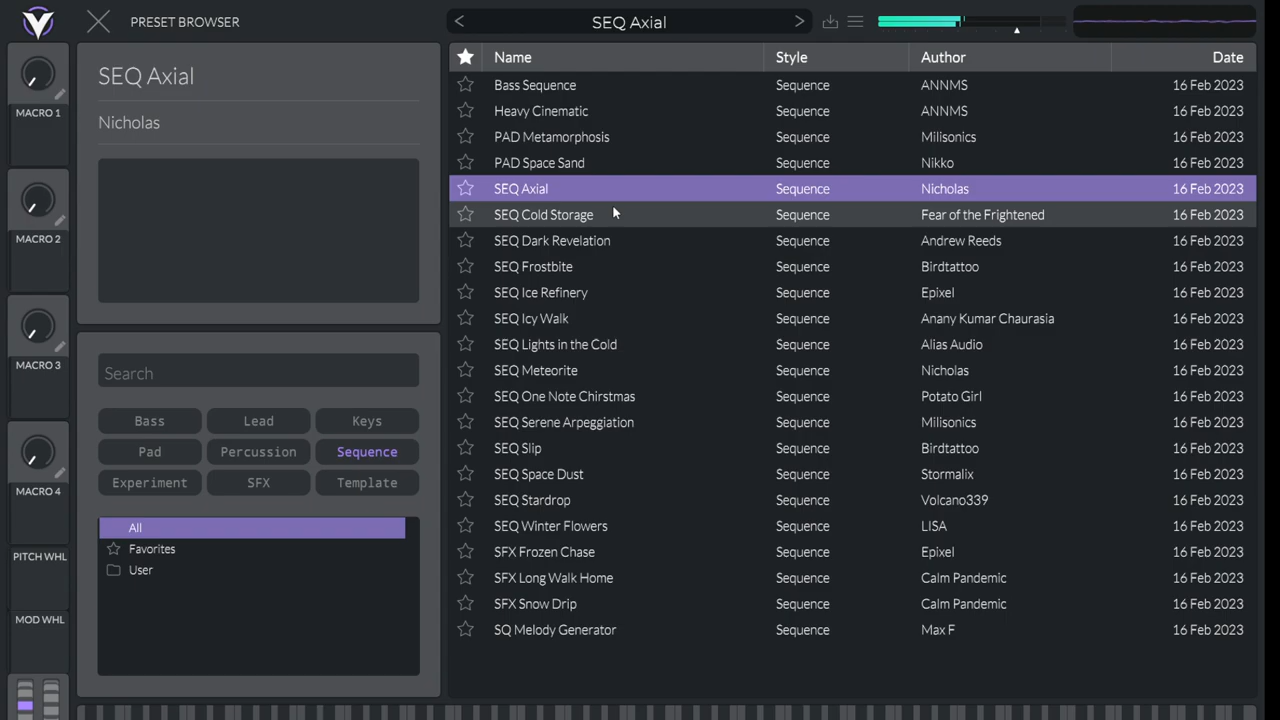 PRESET BROWSER
SEQ Axial
MACRO 1
MACRO 2
MACRO 3
MACRO 4
PITCH WHL
MOD WHL
SEQ Axial
Nicholas
Search
Bass Lead Keys
Pad Percussion Sequence
Experiment SFX Template
All
Favorites
User
Name Style Author Date
Bass Sequence Sequence ANNMS 16 Feb 2023
Heavy Cinematic Sequence ANNMS 16 Feb 2023
PAD Metamorphosis Sequence Milisonics 16 Feb 2023
PAD Space Sand Sequence Nikko 16 Feb 2023
SEQ Axial Sequence Nicholas 16 Feb 2023
SEQ Cold Storage Sequence Fear of the Frightened 16 Feb 2023
SEQ Dark Revelation Sequence Andrew Reeds 16 Feb 2023
SEQ Frostbite Sequence Birdtattoo 16 Feb 2023
SEQ Ice Refinery Sequence Epixel 16 Feb 2023
SEQ Icy Walk Sequence Anany Kumar Chaurasia 16 Feb 2023
SEQ Lights in the Cold Sequence Alias Audio 16 Feb 2023
SEQ Meteorite Sequence Nicholas 16 Feb 2023
SEQ One Note Chirstmas Sequence Potato Girl 16 Feb 2023
SEQ Serene Arpeggiation Sequence Milisonics 16 Feb 2023
SEQ Slip Sequence Birdtattoo 16 Feb 2023
SEQ Space Dust Sequence Stormalix 16 Feb 2023
SEQ Stardrop Sequence Volcano339 16 Feb 2023
SEQ Winter Flowers Sequence LISA 16 Feb 2023
SFX Frozen Chase Sequence Epixel 16 Feb 2023
SFX Long Walk Home Sequence Calm Pandemic 16 Feb 2023
SFX Snow Drip Sequence Calm Pandemic 16 Feb 2023
SQ Melody Generator Sequence Max F 16 Feb 2023